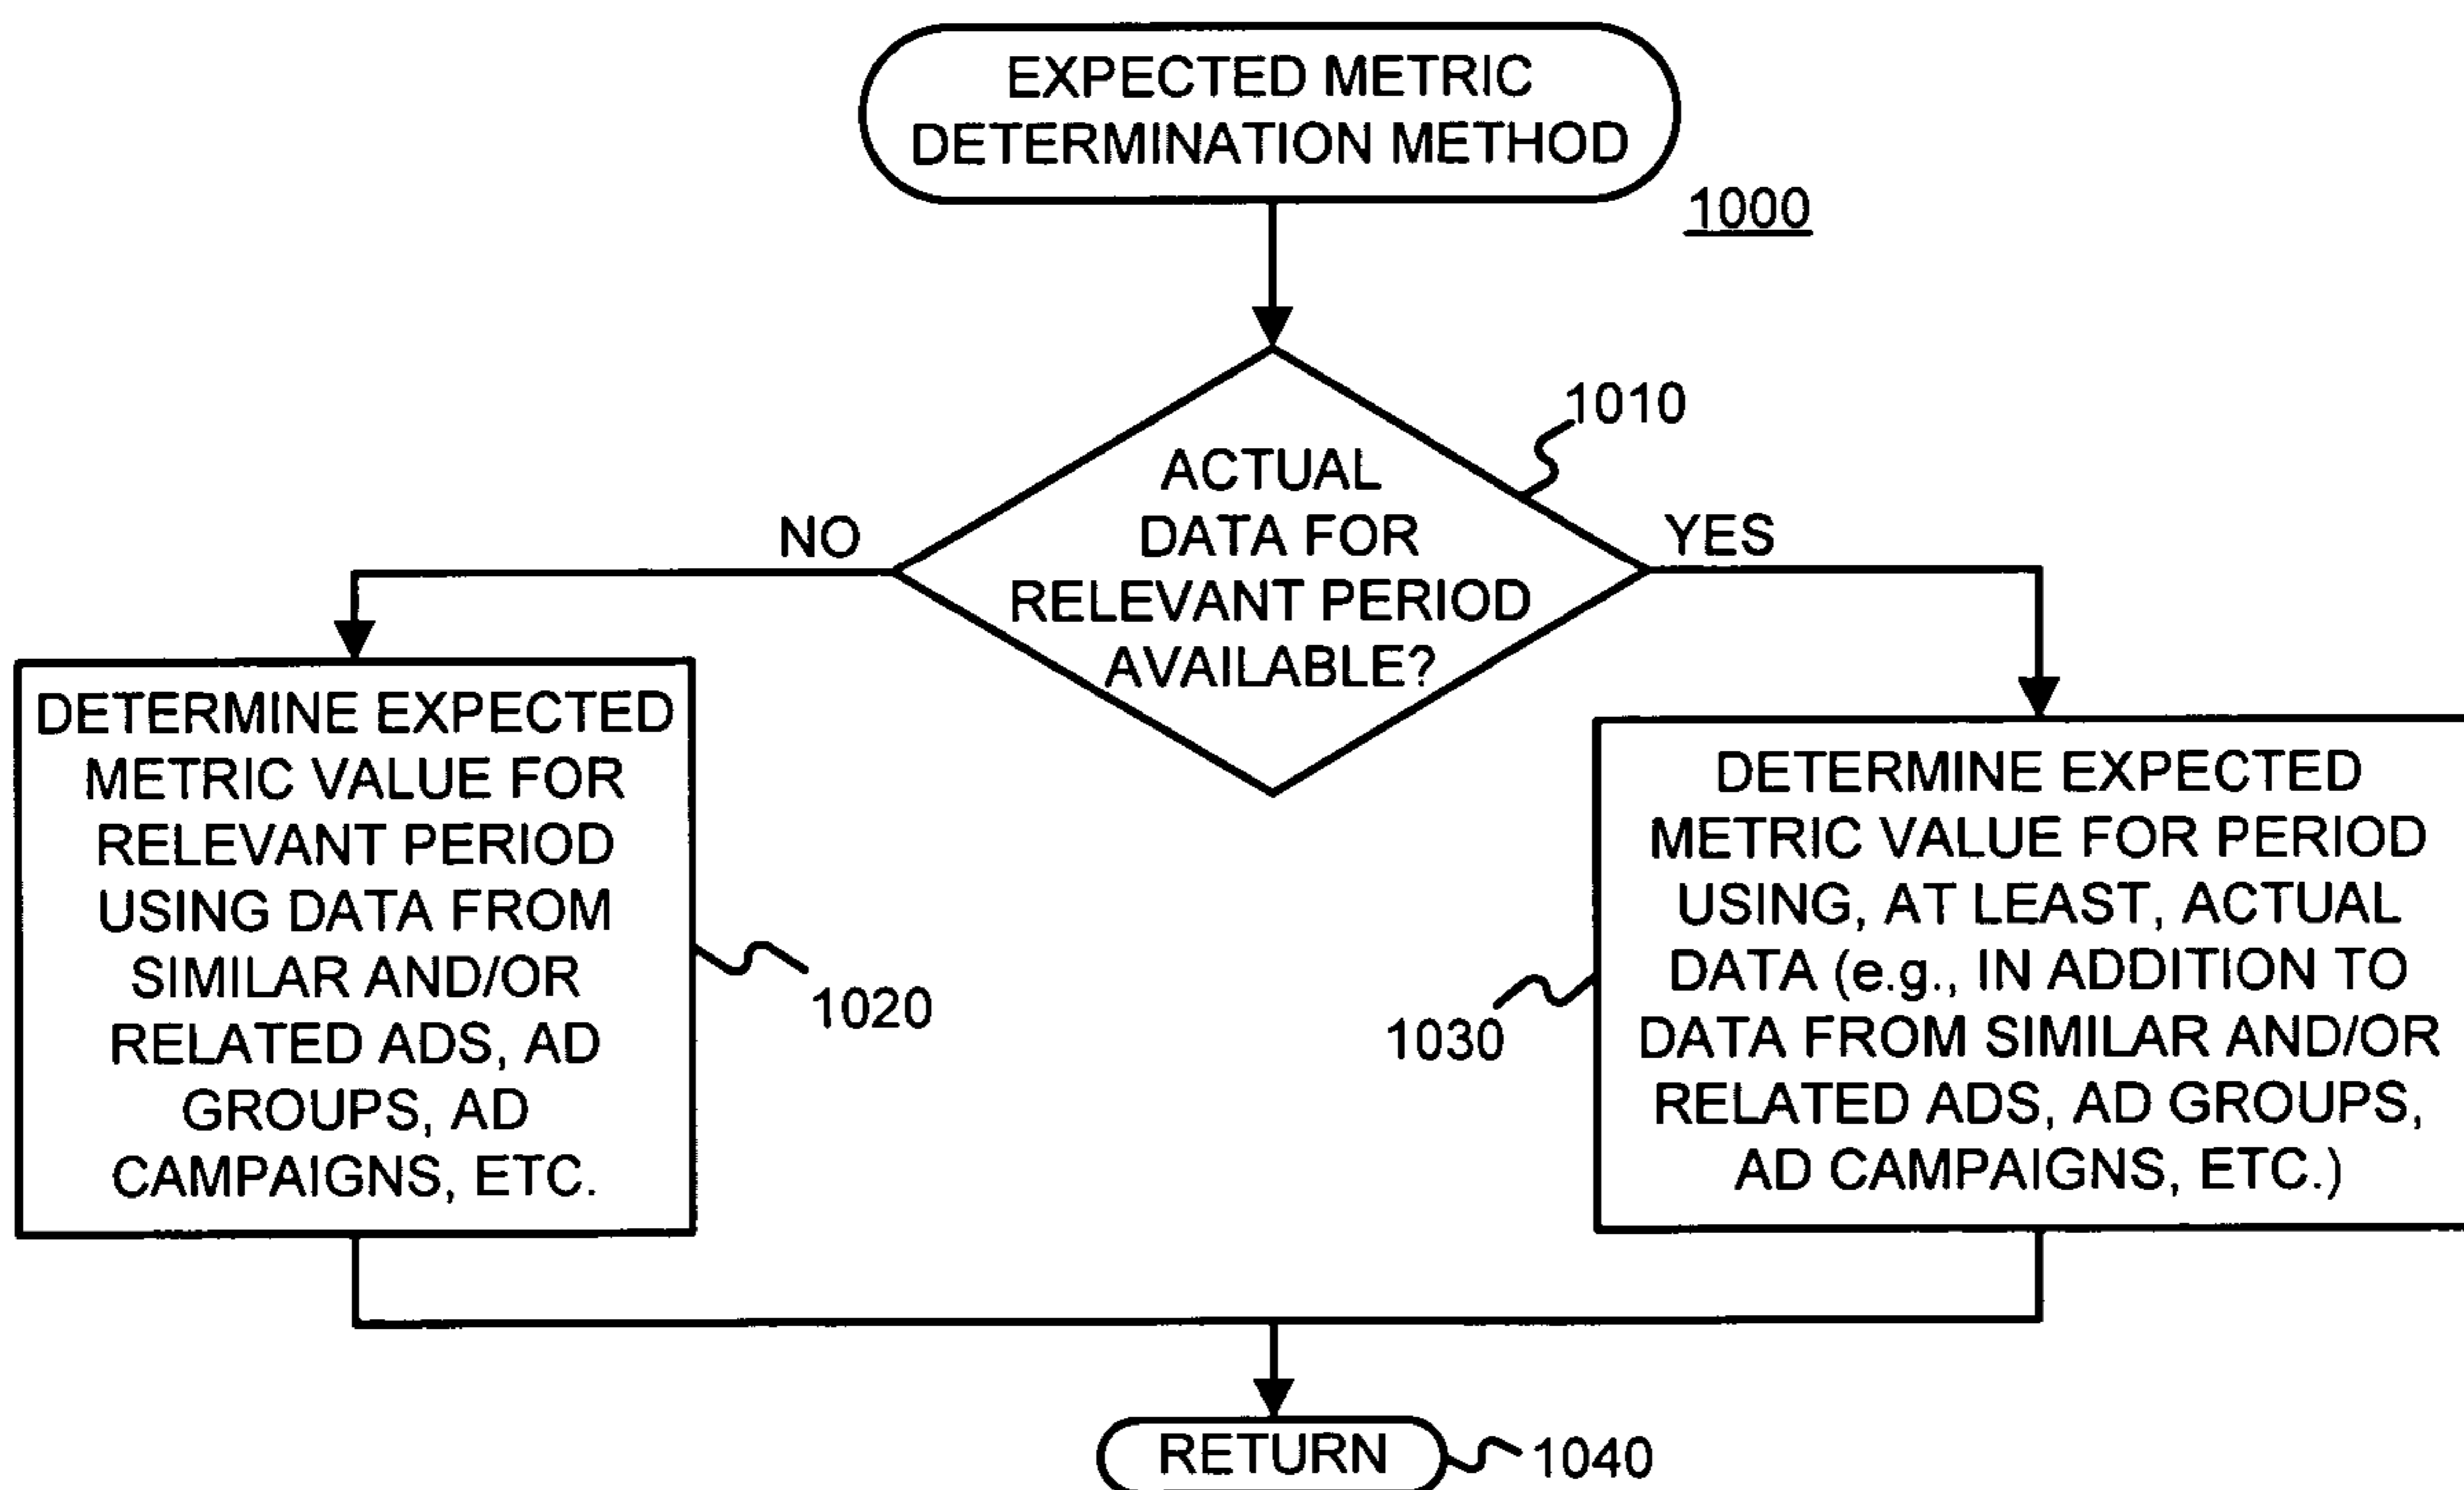 EXPECTED METRIC
DETERMINATION METHOD
1000
1010
ACTUAL
DATA FOR
RELEVANT PERIOD
AVAILABLE?
NO
YES
DETERMINE EXPECTED
METRIC VALUE FOR
RELEVANT PERIOD
USING DATA FROM
SIMILAR AND/OR
RELATED ADS, AD
GROUPS, AD
CAMPAIGNS, ETC.
1020
DETERMINE EXPECTED
METRIC VALUE FOR PERIOD
USING, AT LEAST, ACTUAL
DATA (e.g., IN ADDITION TO
DATA FROM SIMILAR AND/OR
RELATED ADS, AD GROUPS,
AD CAMPAIGNS, ETC.)
1030
RETURN
1040